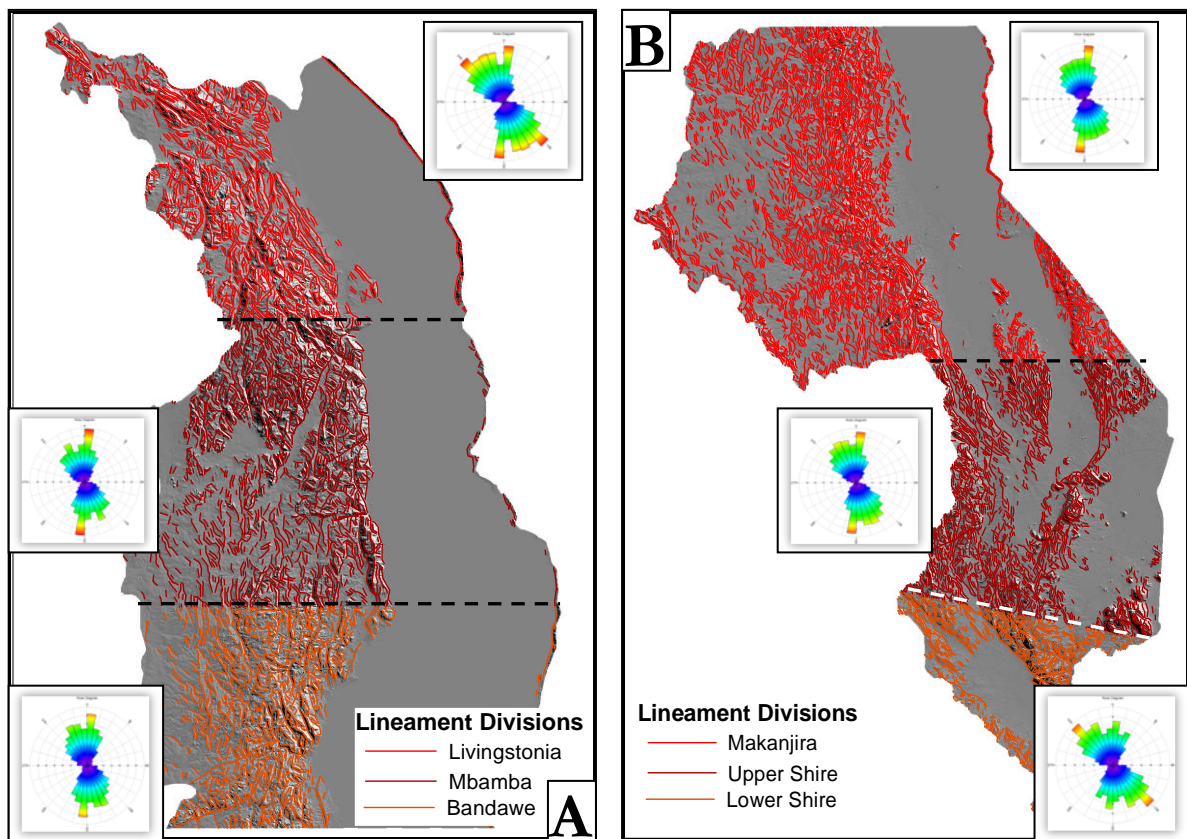 B
Lineament Divisions
Livingstonia
Mbamba
Bandawe
A
Lineament Divisions
Makanjira
Upper Shire
Lower Shire